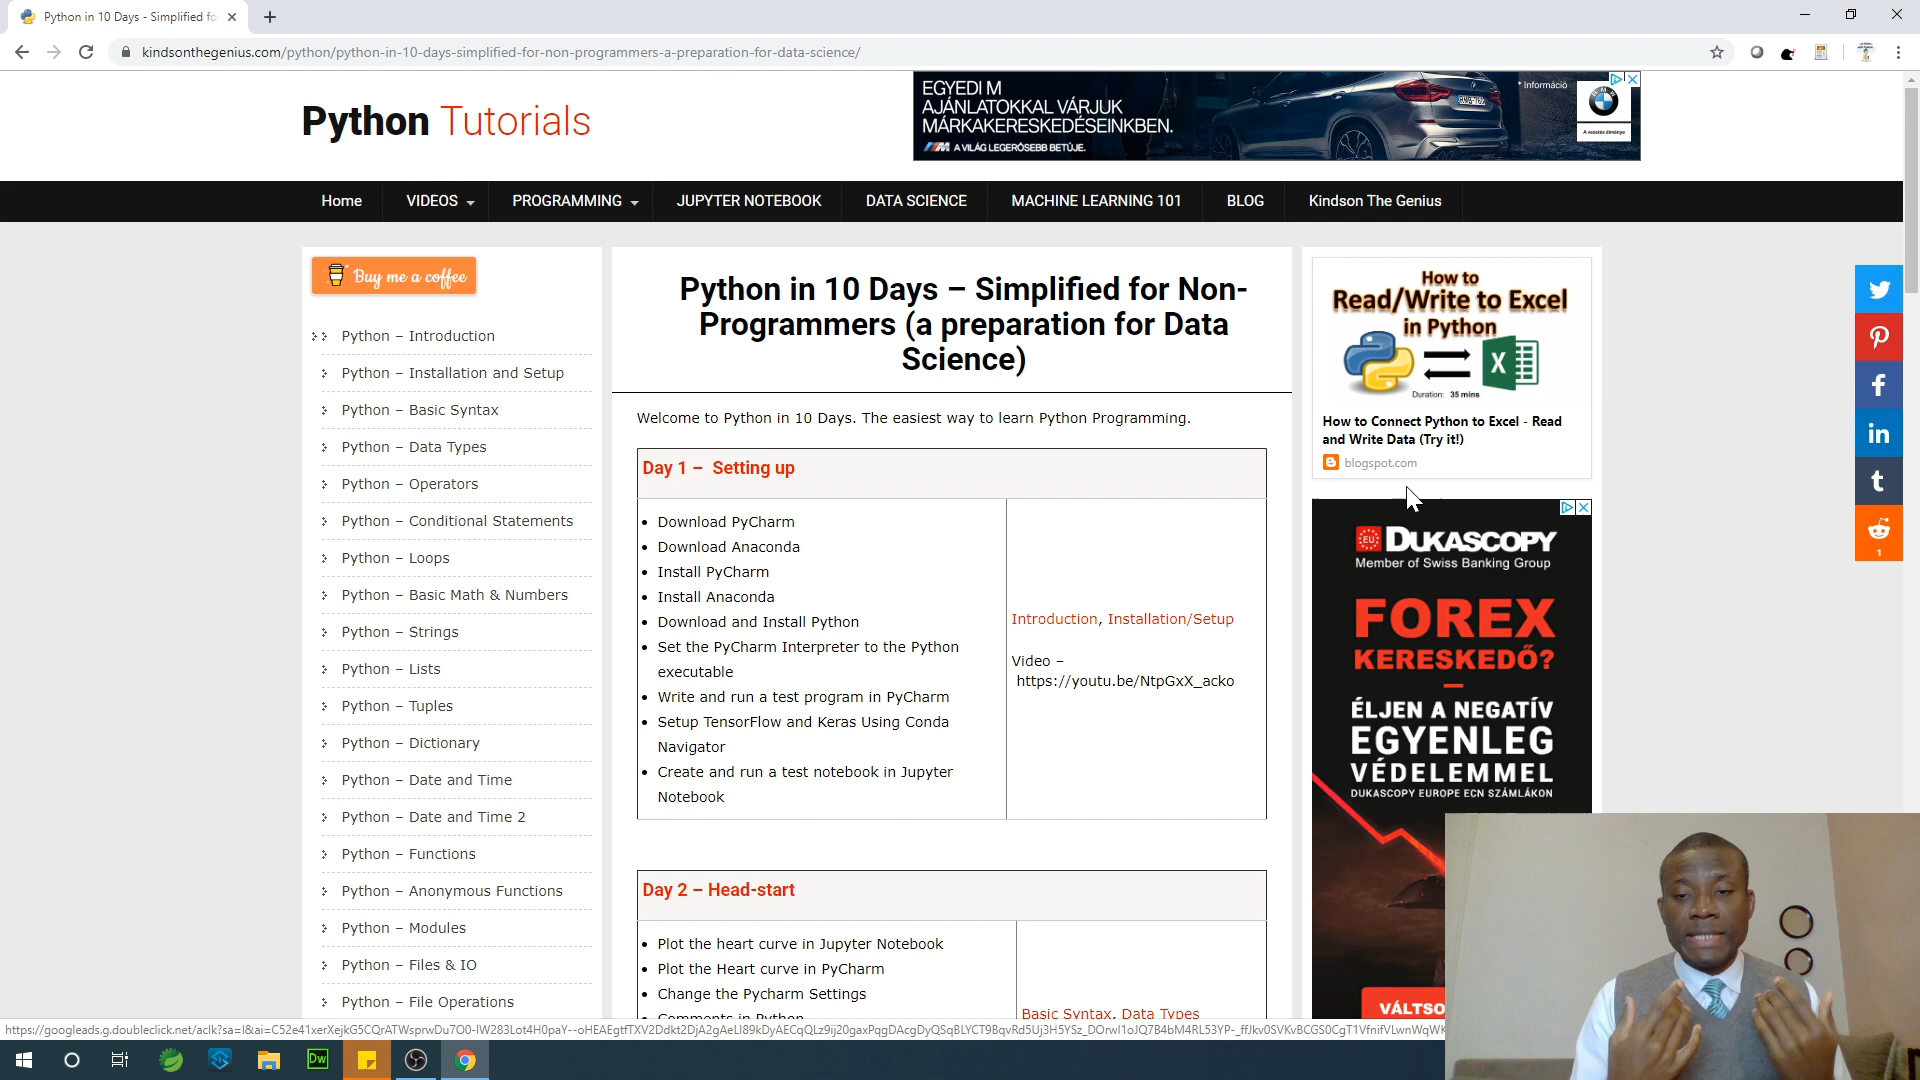 Python in 10 Days - Simplified fo
kindsonthegenius.com/python/python-in-10-days-simplified-for-non-programmers-a-preparation-for-data-science/
Python Tutorials
EGYEDI M
AJÁNLATOKKAL VÁRJUK
MÁRKAKERESKEDÉSEINKBEN.
A VILÁG LEGERŐSEBB BETŰJE.
* Információ
BMW
A vezetés élménye
Home
VIDEOS
PROGRAMMING
JUPYTER NOTEBOOK
DATA SCIENCE
MACHINE LEARNING 101
BLOG
Kindson The Genius
Buy me a coffee
Python – Introduction
Python – Installation and Setup
Python – Basic Syntax
Python – Data Types
Python – Operators
Python – Conditional Statements
Python – Loops
Python – Basic Math & Numbers
Python – Strings
Python – Lists
Python – Tuples
Python – Dictionary
Python – Date and Time
Python – Date and Time 2
Python – Functions
Python – Anonymous Functions
Python – Modules
Python – Files & IO
Python – File Operations
Python in 10 Days – Simplified for Non-
Programmers (a preparation for Data
Science)
Welcome to Python in 10 Days. The easiest way to learn Python Programming.
Day 1 – Setting up
Download PyCharm
Download Anaconda
Install PyCharm
Install Anaconda
Download and Install Python
Set the PyCharm Interpreter to the Python
executable
Write and run a test program in PyCharm
Setup TensorFlow and Keras Using Conda
Navigator
Create and run a test notebook in Jupyter
Notebook
Introduction, Installation/Setup
Video –
https://youtu.be/NtpGxX_acko
Day 2 – Head-start
Plot the heart curve in Jupyter Notebook
Plot the Heart curve in PyCharm
Change the Pycharm Settings
Comments in Python
Basic Syntax, Data Types
How to
Read/Write to Excel
in Python
Duration: 35 mins
How to Connect Python to Excel - Read
and Write Data (Try it!)
blogspot.com
EU DUKASCOPY
Member of Swiss Banking Group
FOREX
KERESKEDŐ?
ÉLJEN A NEGATÍV
EGYENLEG
VÉDELEMMEL
DUKASCOPY EUROPE ECN SZÁMLÁKON
VÁLTSO
1
Dw